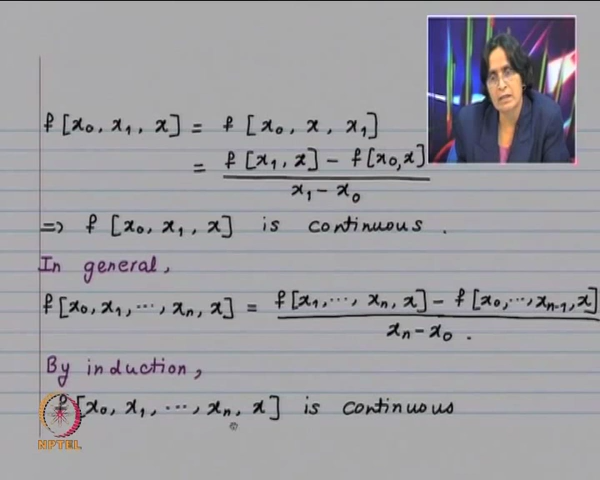 f[x₀, x₁, x] = f[x₀, x, x₁]
= f[x₁, x] - f[x₀, x] / x₁ - x₀
⇒ f[x₀, x₁, x] is continuous.
In general,
f[x₀, x₁, ⋯, xₙ, x] = f[x₁, ⋯, xₙ, x] - f[x₀, ⋯, xₙ₋₁, x] / xₙ - x₀.
By induction,
f[x₀, x₁, ⋯, xₙ, x] is continuous
NPTEL